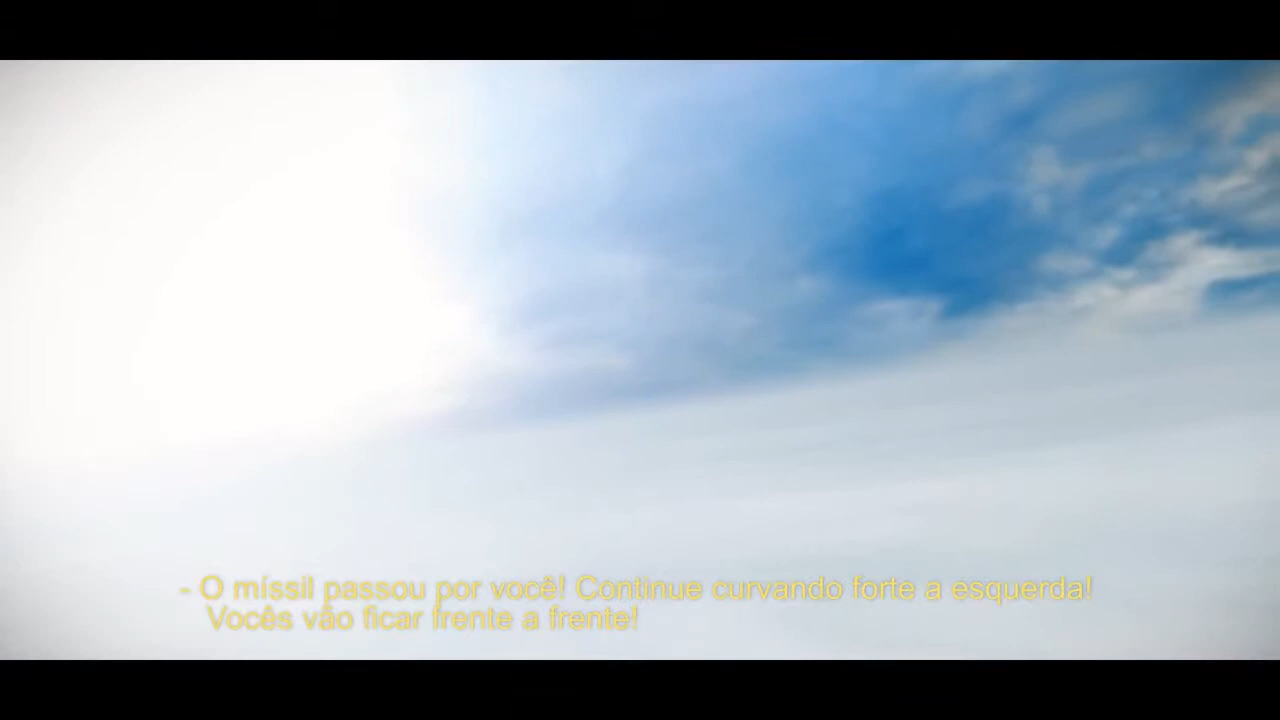 - O míssil passou por você! Continue curvando forte a esquerda!
Vocês vão ficar frente a frente!